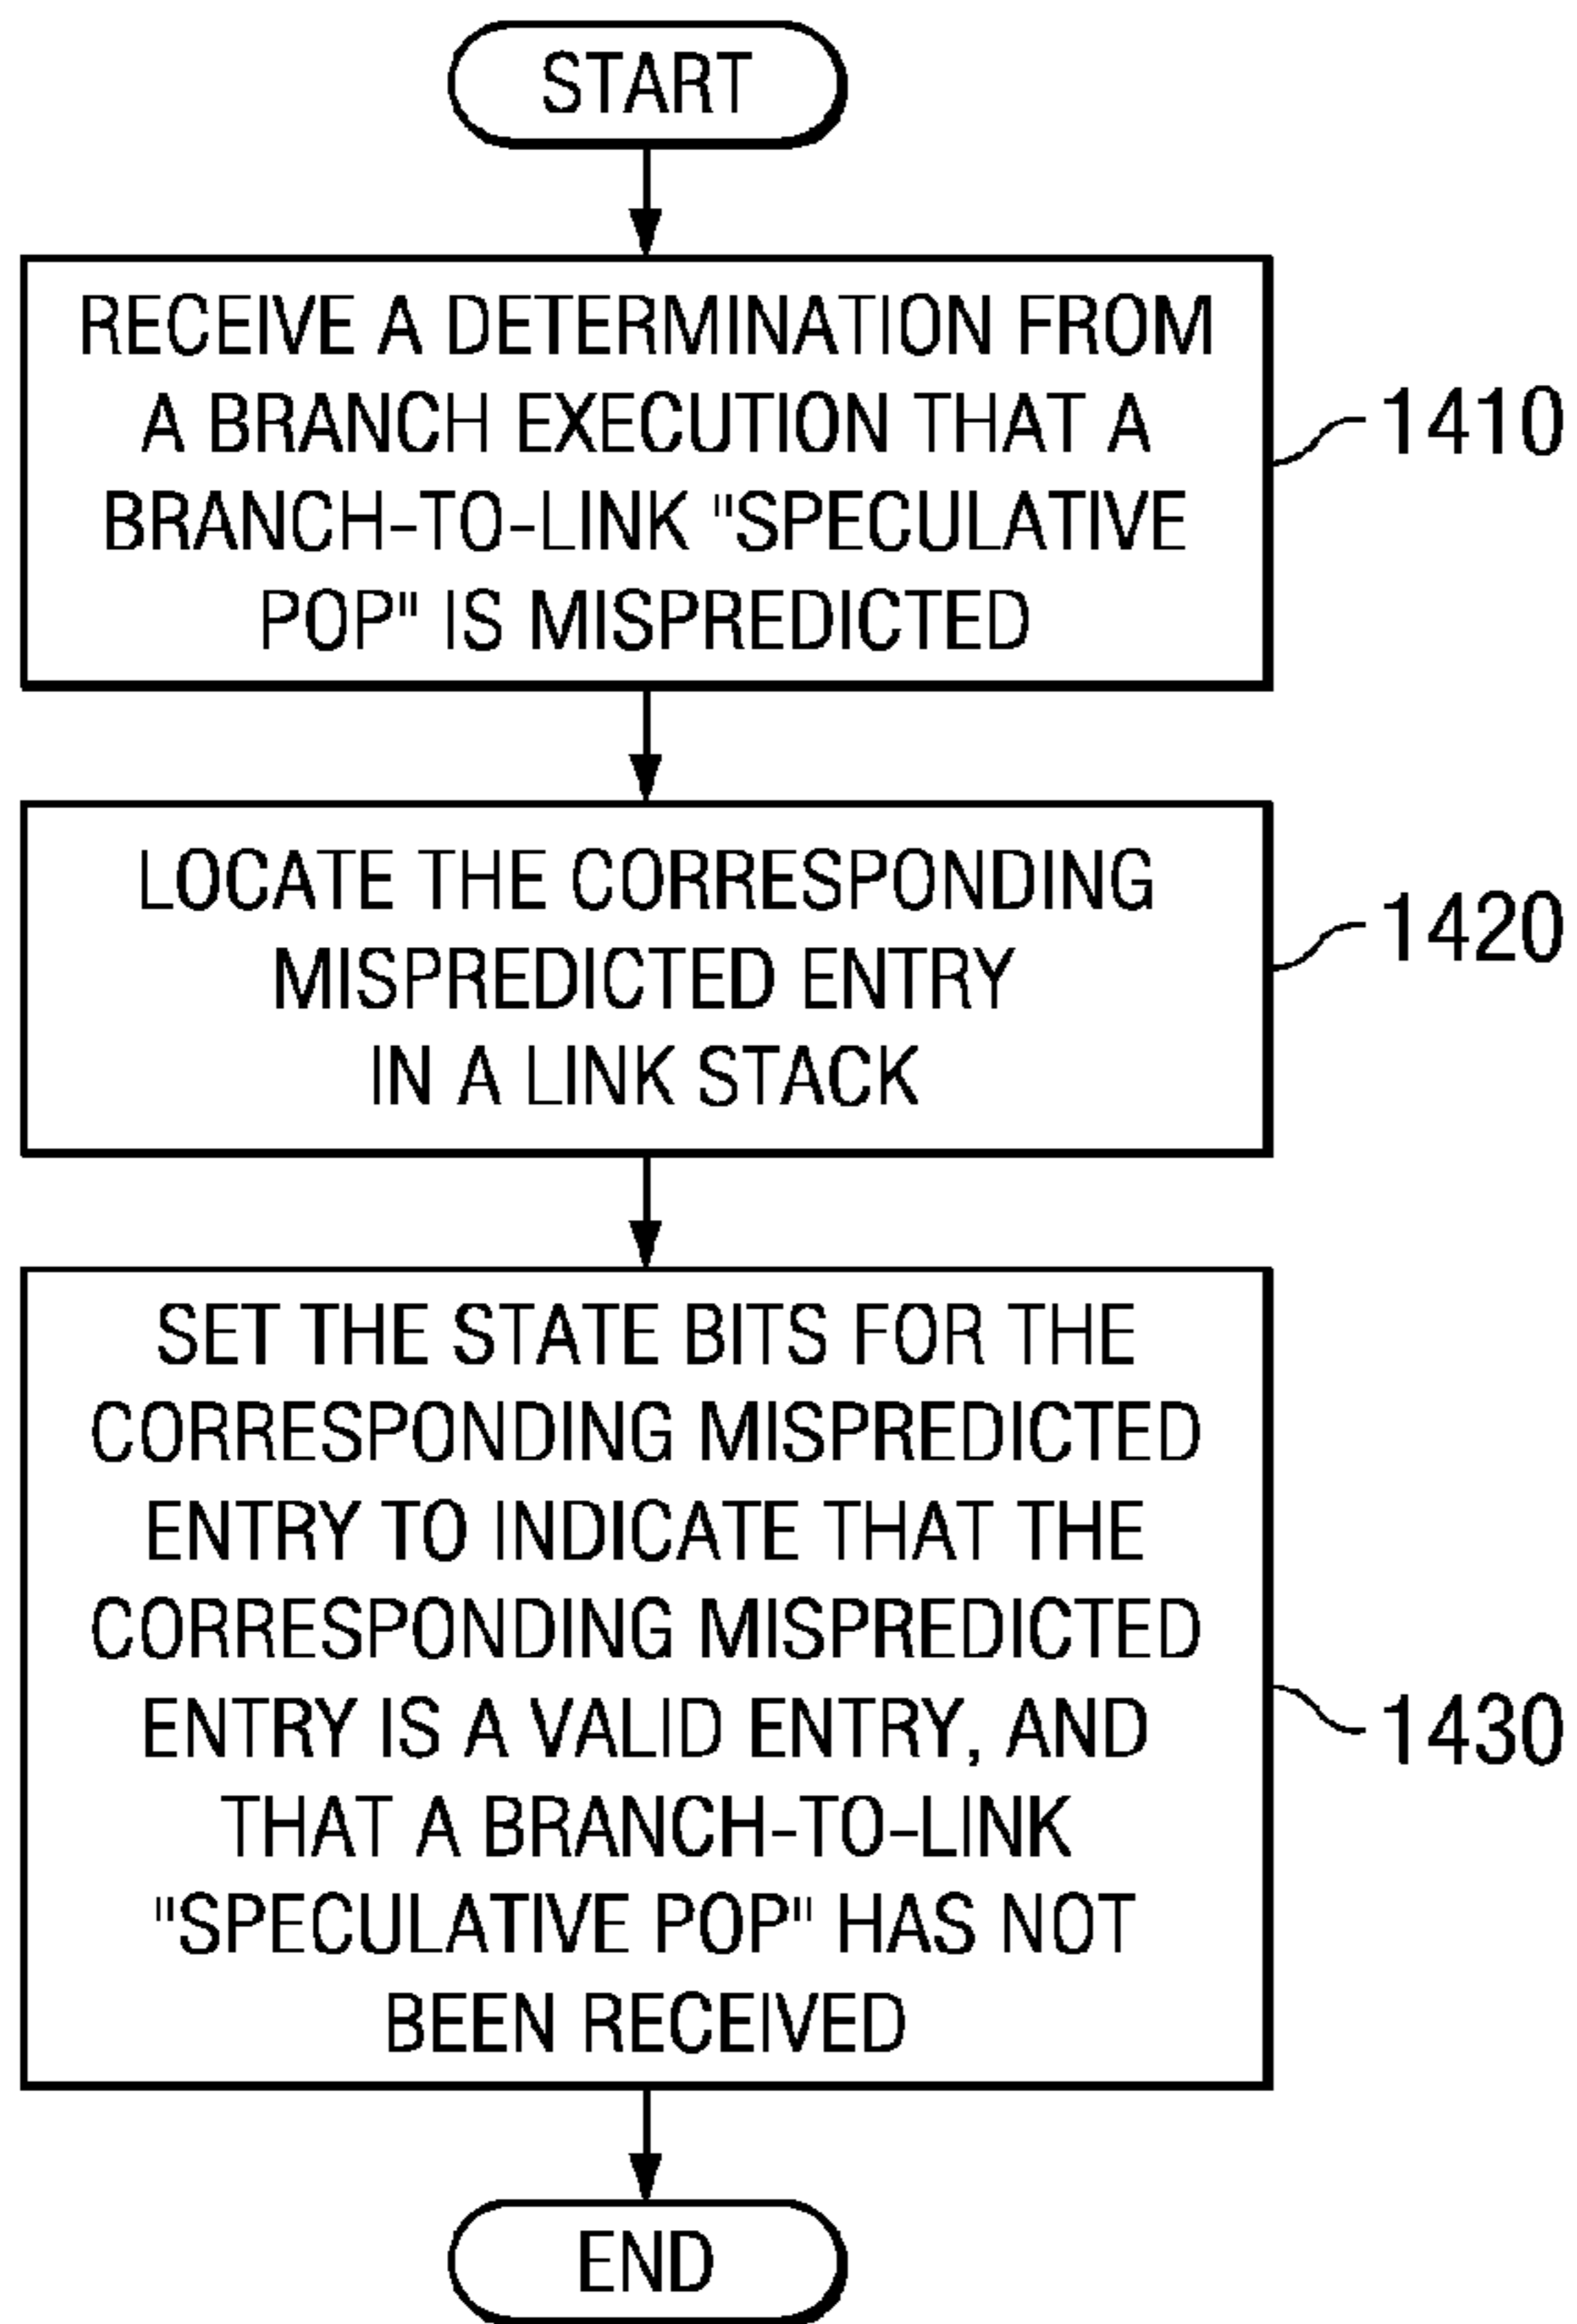 START
RECEIVE A DETERMINATION FROM
A BRANCH EXECUTION THAT A
BRANCH-TO-LINK "SPECULATIVE
POP" IS MISPREDICTED
1410
LOCATE THE CORRESPONDING
MISPREDICTED ENTRY
IN A LINK STACK
1420
SET THE STATE BITS FOR THE
CORRESPONDING MISPREDICTED
ENTRY TO INDICATE THAT THE
CORRESPONDING MISPREDICTED
ENTRY IS A VALID ENTRY, AND
THAT A BRANCH-TO-LINK
"SPECULATIVE POP" HAS NOT
BEEN RECEIVED
1430
END